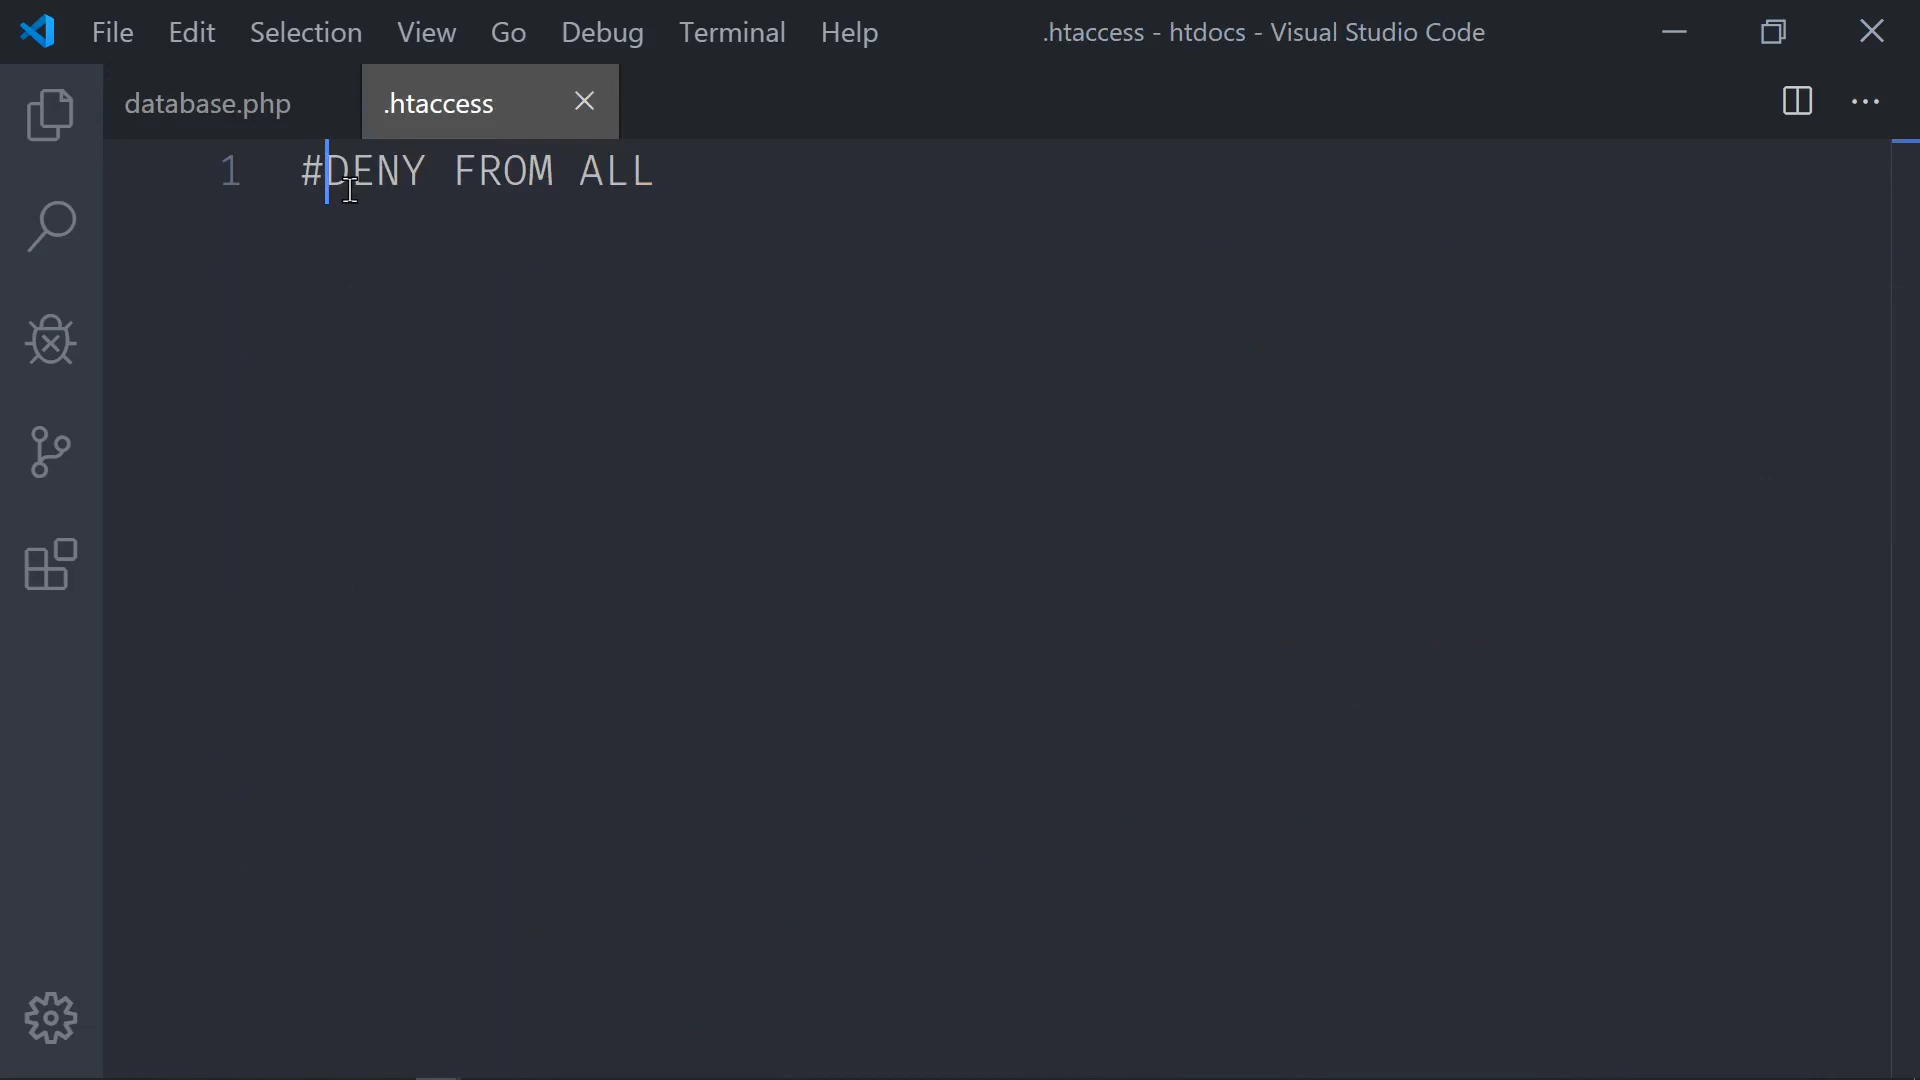 File Edit Selection View Go Debug Terminal Help .htaccess - htdocs - Visual Studio Code
database.php .htaccess
1 #DENY FROM ALL